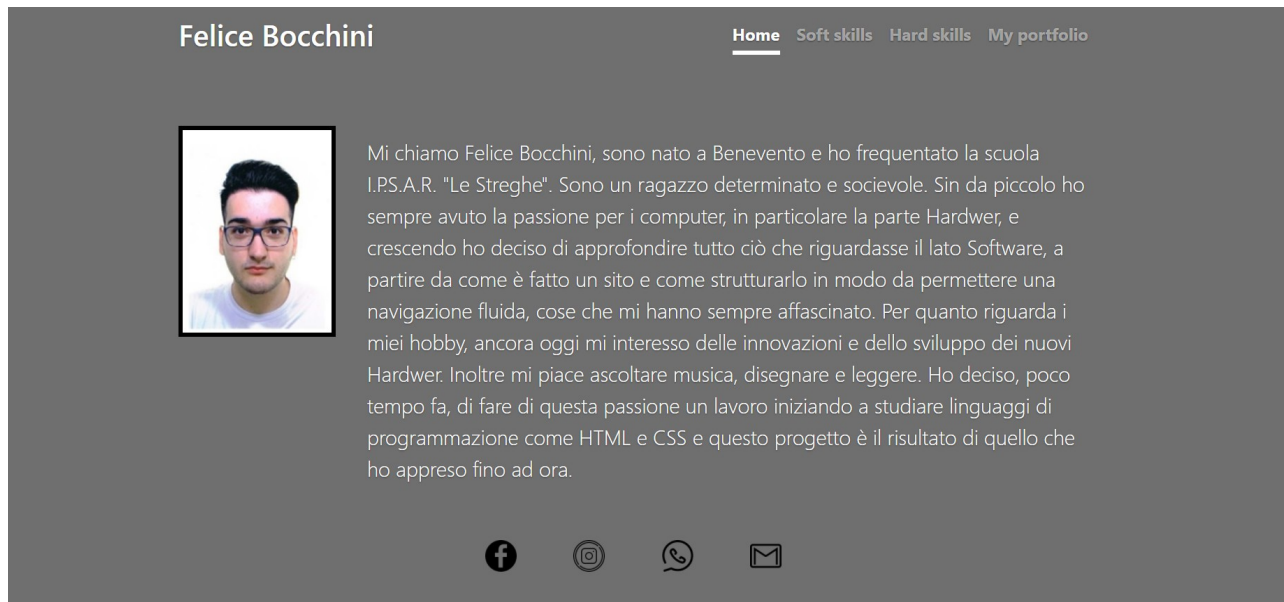 Felice Bocchini
Home Soft skills Hard skills My portfolio
Mi chiamo Felice Bocchini, sono nato a Benevento e ho frequentato la scuola
I.P.S.A.R. "Le Streghe". Sono un ragazzo determinato e socievole. Sin da piccolo ho
sempre avuto la passione per i computer, in particolare la parte Hardwer, e
crescendo ho deciso di approfondire tutto ciò che riguardasse il lato Software, a
partire da come è fatto un sito e come strutturarlo in modo da permettere una
navigazione fluida, cose che mi hanno sempre affascinato. Per quanto riguarda i
miei hobby, ancora oggi mi interesso delle innovazioni e dello sviluppo dei nuovi
Hardwer. Inoltre mi piace ascoltare musica, disegnare e leggere. Ho deciso, poco
tempo fa, di fare di questa passione un lavoro iniziando a studiare linguaggi di
programmazione come HTML e CSS e questo progetto è il risultato di quello che
ho appreso fino ad ora.